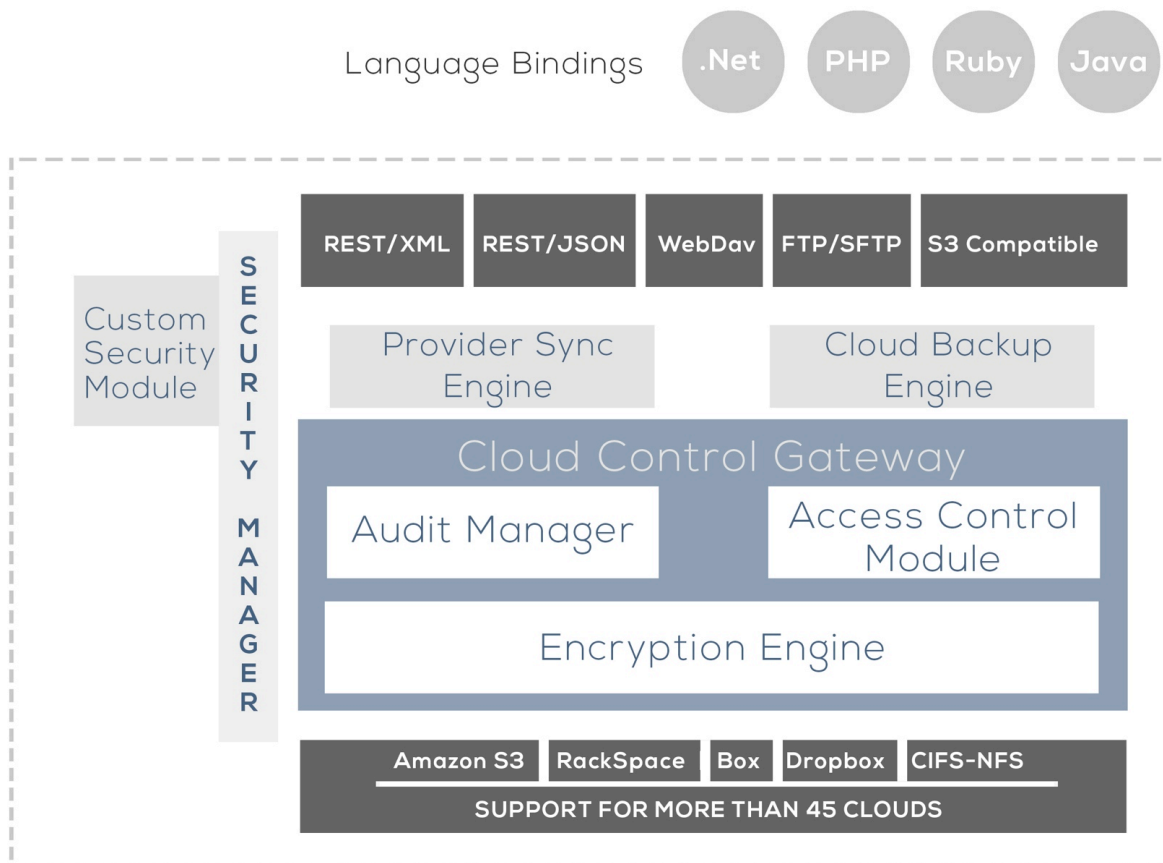 Language Bindings .Net PHP Ruby Java
REST/XML REST/JSON WebDav FTP/SFTP S3 Compatible
Custom
Security
Module
SECURITY MANAGER
Provider Sync
Engine
Cloud Backup
Engine
Cloud Control Gateway
Audit Manager
Access Control
Module
Encryption Engine
Amazon S3 RackSpace Box Dropbox CIFS-NFS
SUPPORT FOR MORE THAN 45 CLOUDS